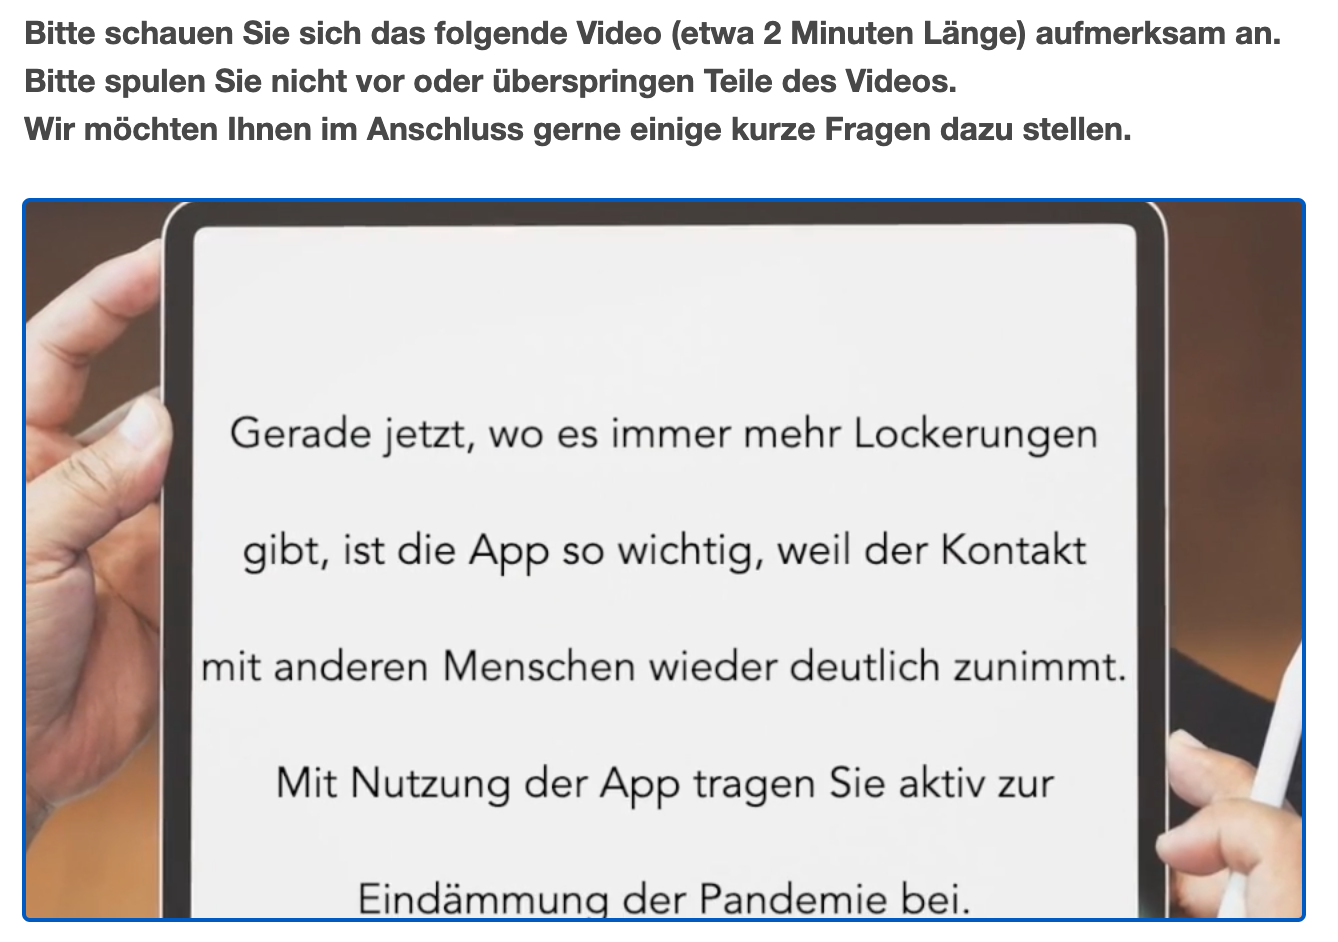 Bitte schauen Sie sich das folgende Video (etwa 2 Minuten Länge) aufmerksam an.
Bitte spulen Sie nicht vor oder überspringen Teile des Videos.
Wir möchten Ihnen im Anschluss gerne einige kurze Fragen dazu stellen.
Gerade jetzt, wo es immer mehr Lockerungen
gibt, ist die App so wichtig, weil der Kontakt
mit anderen Menschen wieder deutlich zunimmt.
Mit Nutzung der App tragen Sie aktiv zur
Eindämmung der Pandemie bei.